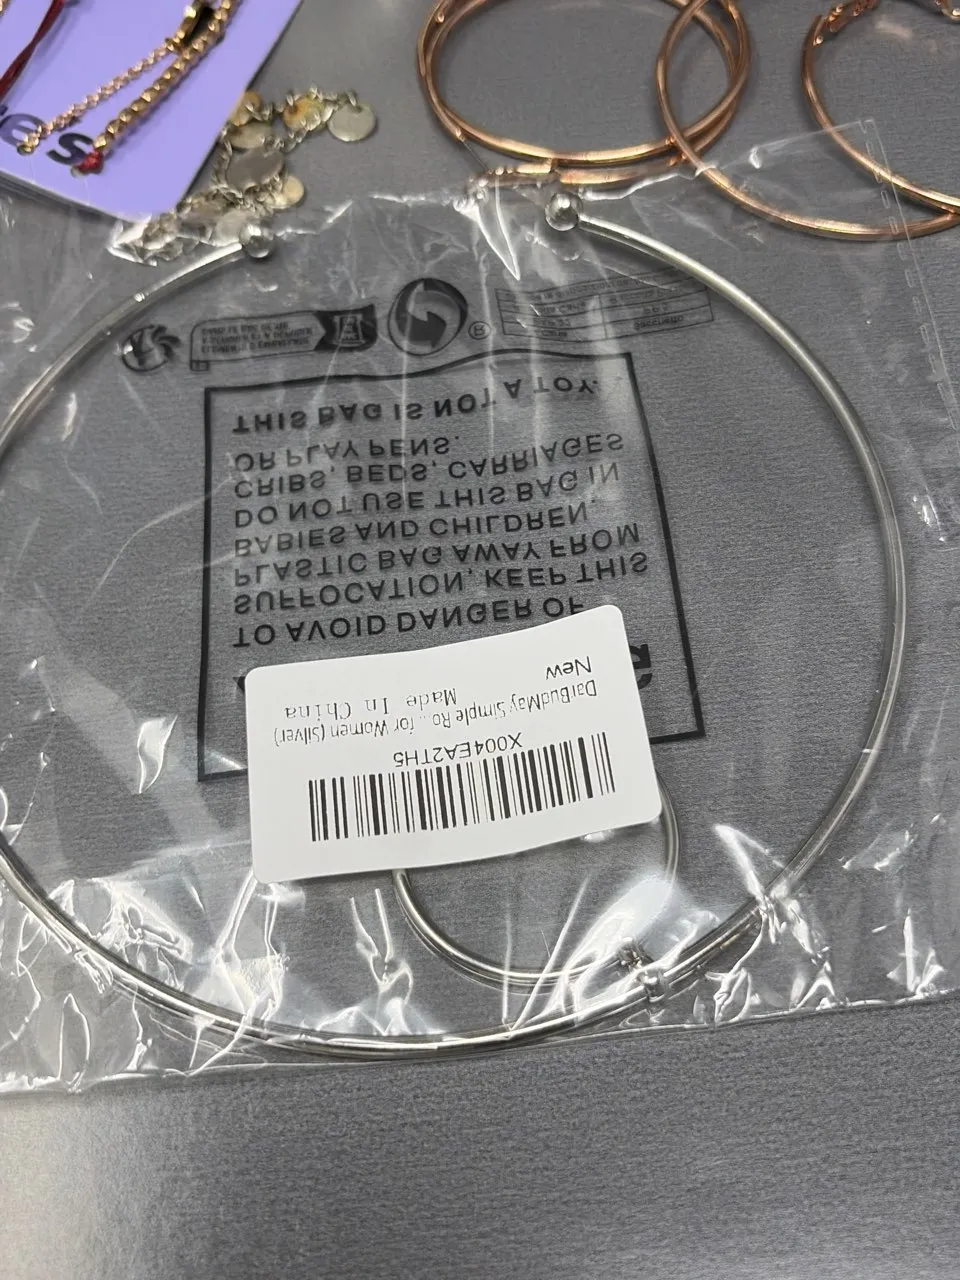 es
THIS BAG IS NOT A TOY.
OR PLAY PENS.
CRIBS, BEDS, CARRIAGES
DO NOT USE THIS BAG IN
BABIES AND CHILDREN.
PLASTIC BAG AWAY FROM
SUFFOCATION, KEEP THIS
TO AVOID DANGER OF
X004EA2TH5
DaiBudMay Simple Ro... for Women (Silver)
New
Made In China